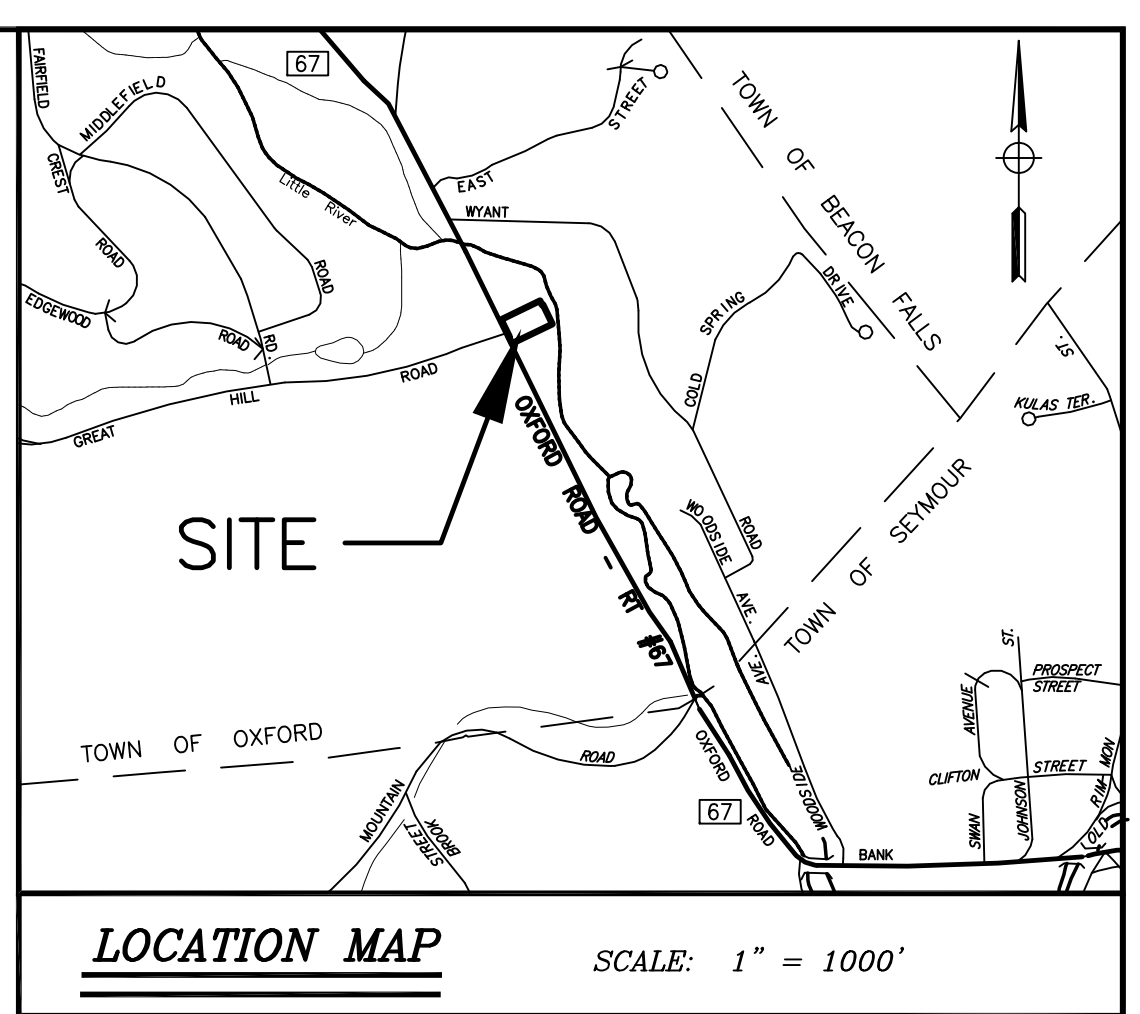 67
FAIRFIELD
MIDDLEFIELD
CREST
ROAD
ROAD
EDGEWOOD
ROAD
RD.
Little River
STREET
EAST
WYANT
TOWN OF BEACON FALLS
DRIVE
SPRING
COLD
ROAD
HILL
GREAT
ST.
KULAS TER.
OXFORD ROAD - RT #67
SITE
WOODSIDE
ROAD
AVE.
TOWN OF SEYMOUR
AVE.
ST.
PROSPECT
STREET
AVENUE
TOWN OF OXFORD
ROAD
OXFORD
ROAD
67
WOODSIDE
CLIFTON
STREET
MON
RIM
SWAN
JOHNSON
OLD
MOUNTAIN
STREET
BROOK
BANK
LOCATION MAP
SCALE: 1" = 1000'